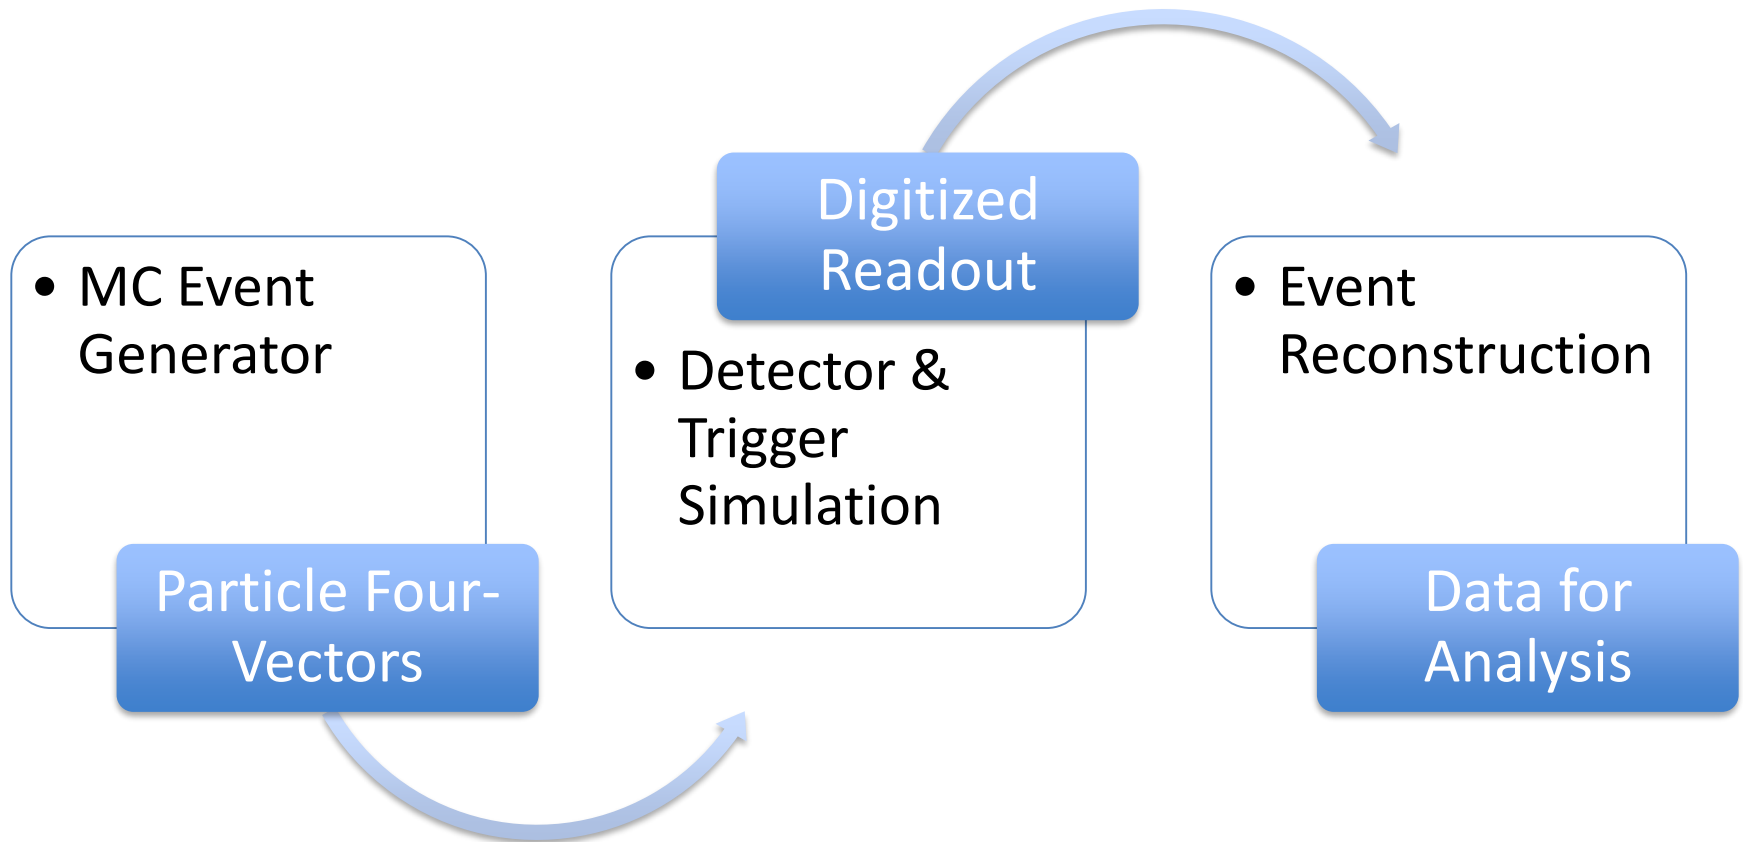 • MC Event
Generator
Particle Four-
Vectors
Digitized
Readout
• Detector &
Trigger
Simulation
• Event
Reconstruction
Data for
Analysis